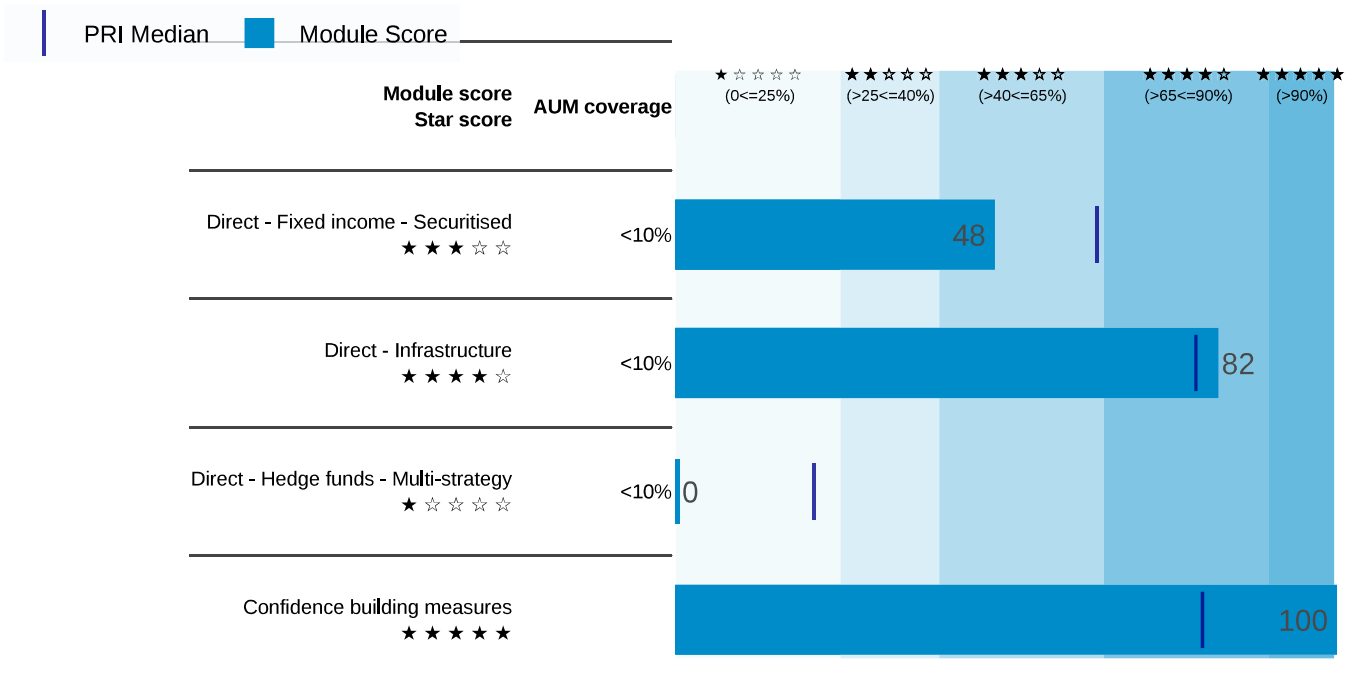 PRI Median Module Score
★ ☆ ☆ ☆ ☆ ★ ★ ☆ ☆ ☆ ★ ★ ★ ☆ ☆ ★ ★ ★ ★ ☆ ★ ★ ★ ★ ★
(0<=25%) (>25<=40%) (>40<=65%) (>65<=90%) (>90%)
Module score
Star score
AUM coverage
Direct - Fixed income - Securitised
★ ★ ★ ☆ ☆
<10%
48
Direct - Infrastructure
★ ★ ★ ★ ☆
<10%
82
Direct - Hedge funds - Multi-strategy
★ ☆ ☆ ☆ ☆
<10%
0
Confidence building measures
★ ★ ★ ★ ★
100